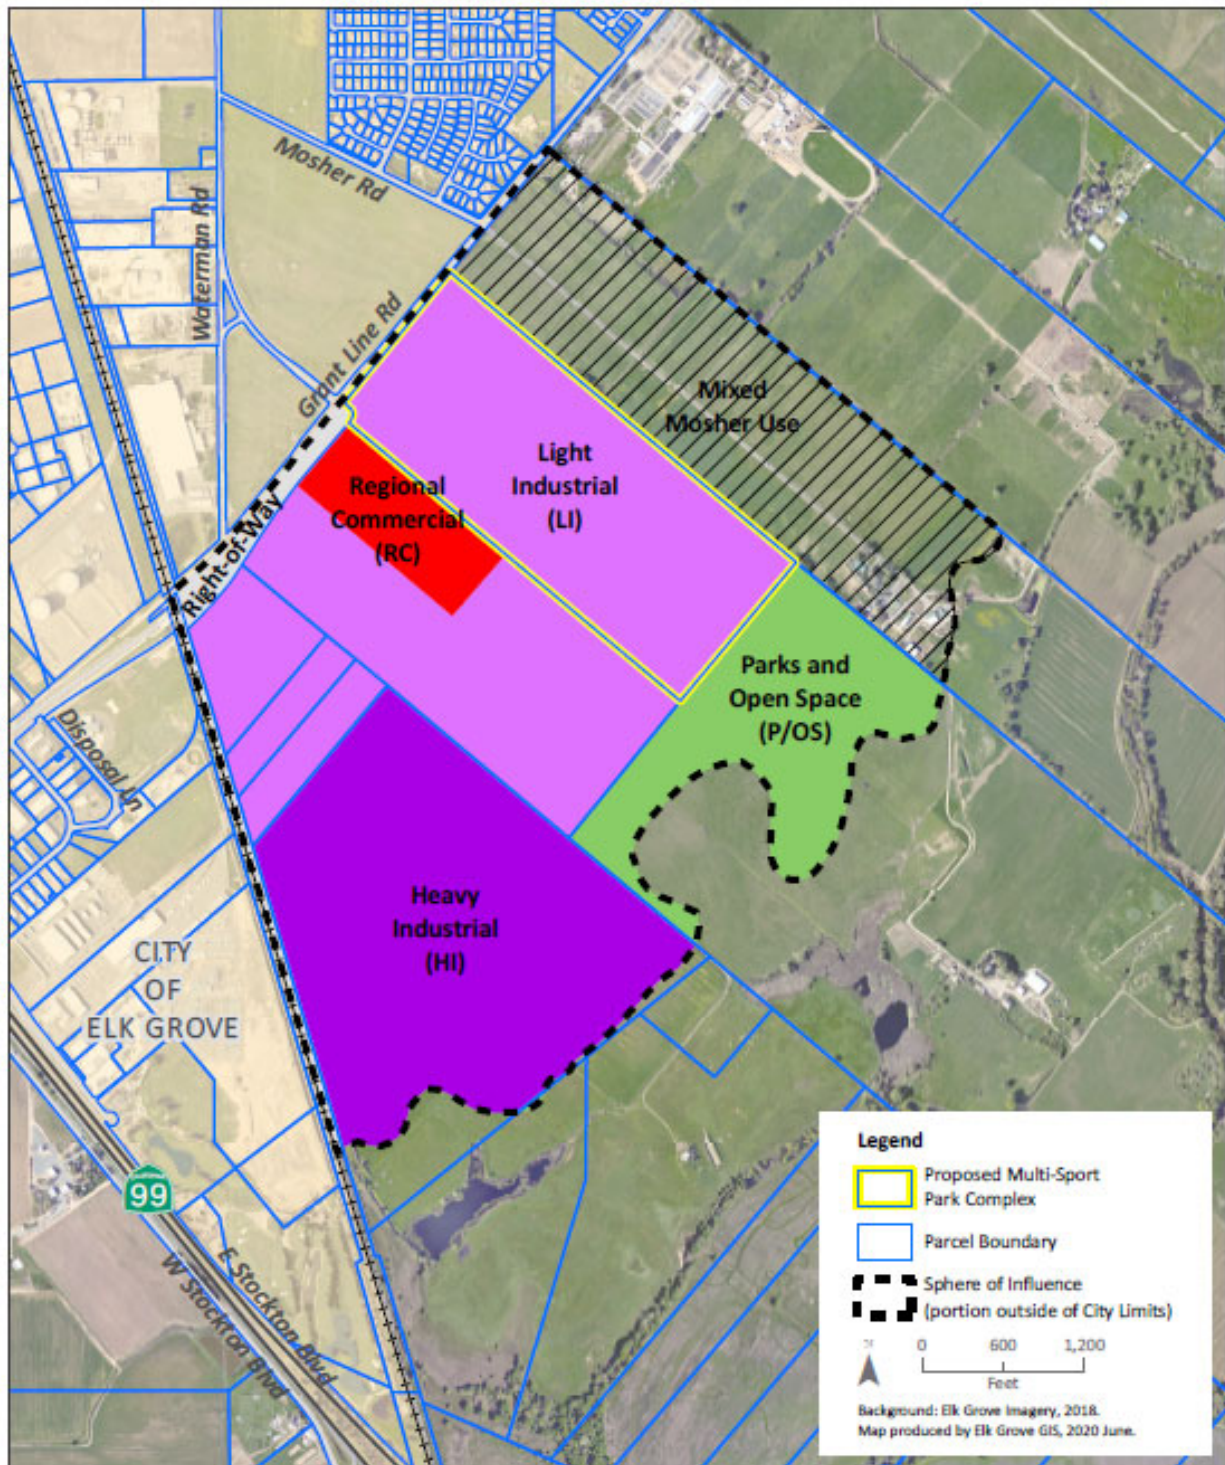 Mosher Rd
Waterman Rd
Grant Line Rd
Mixed
Mosher Use
Light
Industrial
(LI)
Regional
Commercial
(RC)
Right-of-Way
Parks and
Open Space
(P/OS)
Disposal Ln
Heavy
Industrial
(HI)
CITY
OF
ELK GROVE
99
E Stockton Blvd
W Stockton Blvd
Legend
Proposed Multi-Sport
Park Complex
Parcel Boundary
Sphere of Influence
(portion outside of City Limits)
0 600 1,200
Feet
Background: Elk Grove Imagery, 2018.
Map produced by Elk Grove GIS, 2020 June.